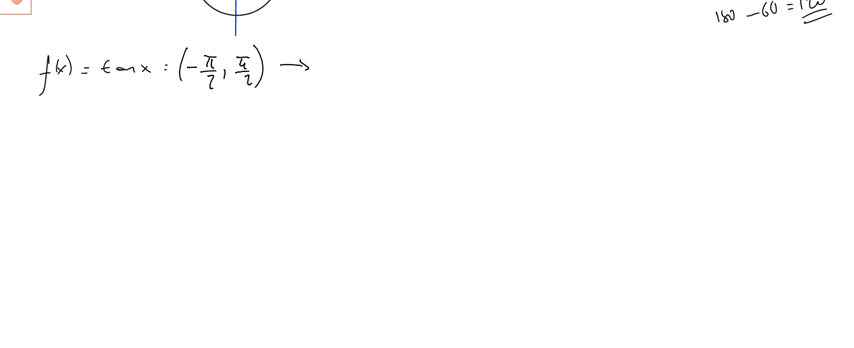 180 - 60 = 120
f(x) = tan x : (-π/2, π/2) →